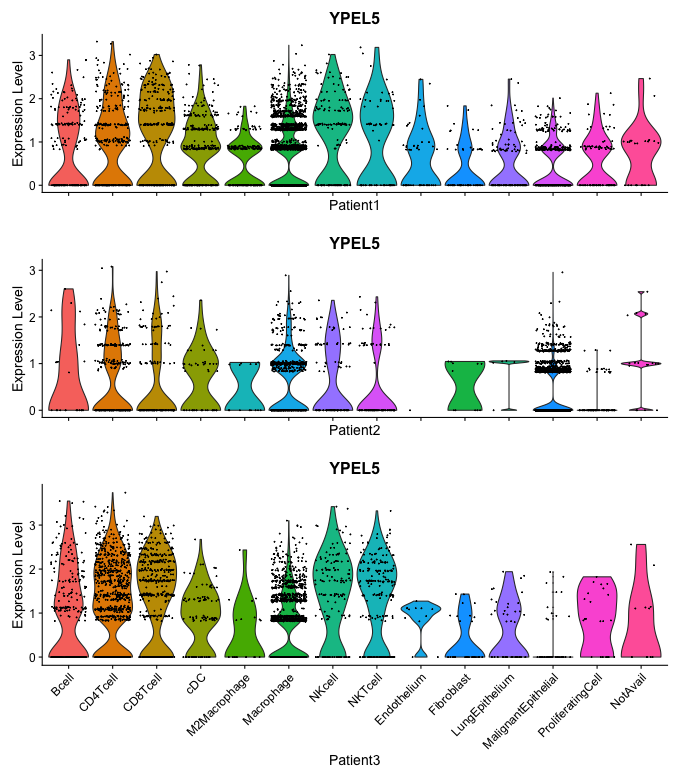 YPEL5
3
2
1
0
Expression Level
Patient1
YPEL5
3
2
1
0
Expression Level
Patient2
YPEL5
3
2
1
0
Expression Level
Bcell
CD4Tcell
CD8Tcell
cDC
M2Macrophage
Macrophage
NKcell
NKTcell
Endothelium
Fibroblast
LungEpithelium
MalignantEpithelial
ProliferatingCell
NotAvail
Patient3